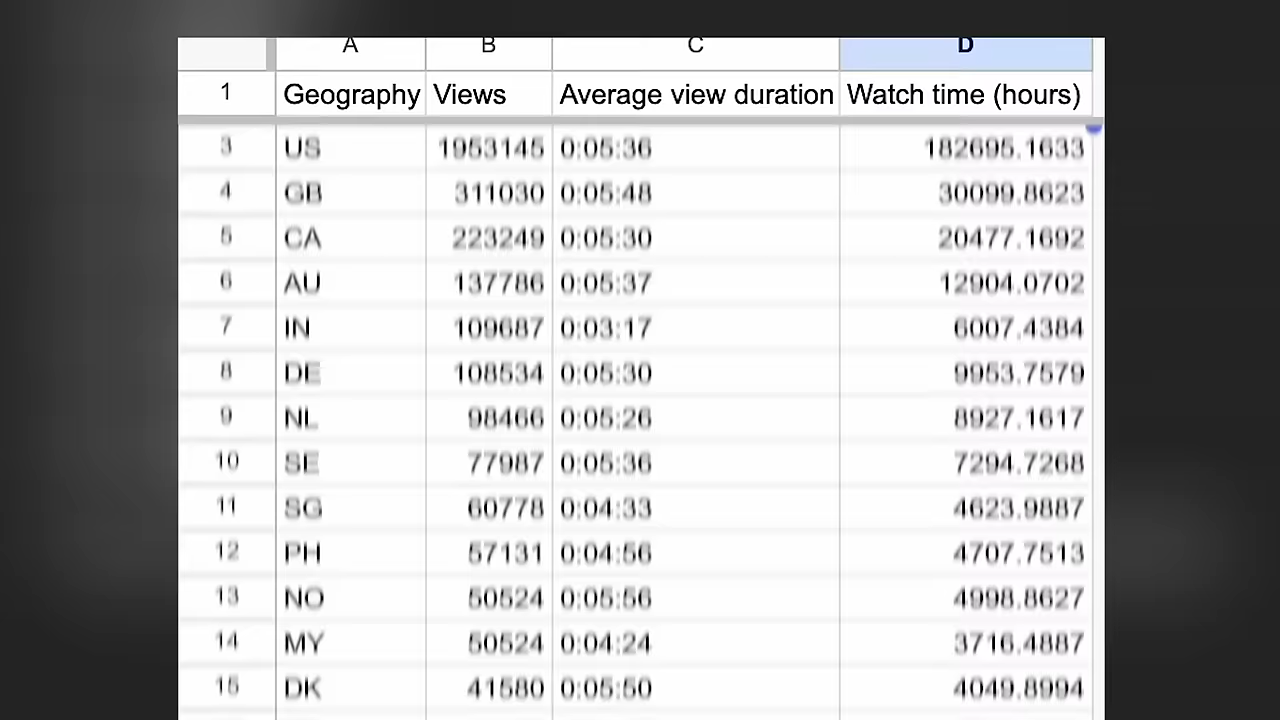 A B C D
1 Geography Views Average view duration Watch time (hours)
3 US 1953145 0:05:36 182695.1633
4 GB 311030 0:05:48 30099.8623
5 CA 223249 0:05:30 20477.1692
6 AU 137786 0:05:37 12904.0702
7 IN 109687 0:03:17 6007.4384
8 DE 108534 0:05:30 9953.7579
9 NL 98466 0:05:26 8927.1617
10 SE 77987 0:05:36 7294.7268
11 SG 60778 0:04:33 4623.9887
12 PH 57131 0:04:56 4707.7513
13 NO 50524 0:05:56 4998.8627
14 MY 50524 0:04:24 3716.4887
15 DK 41580 0:05:50 4049.8994